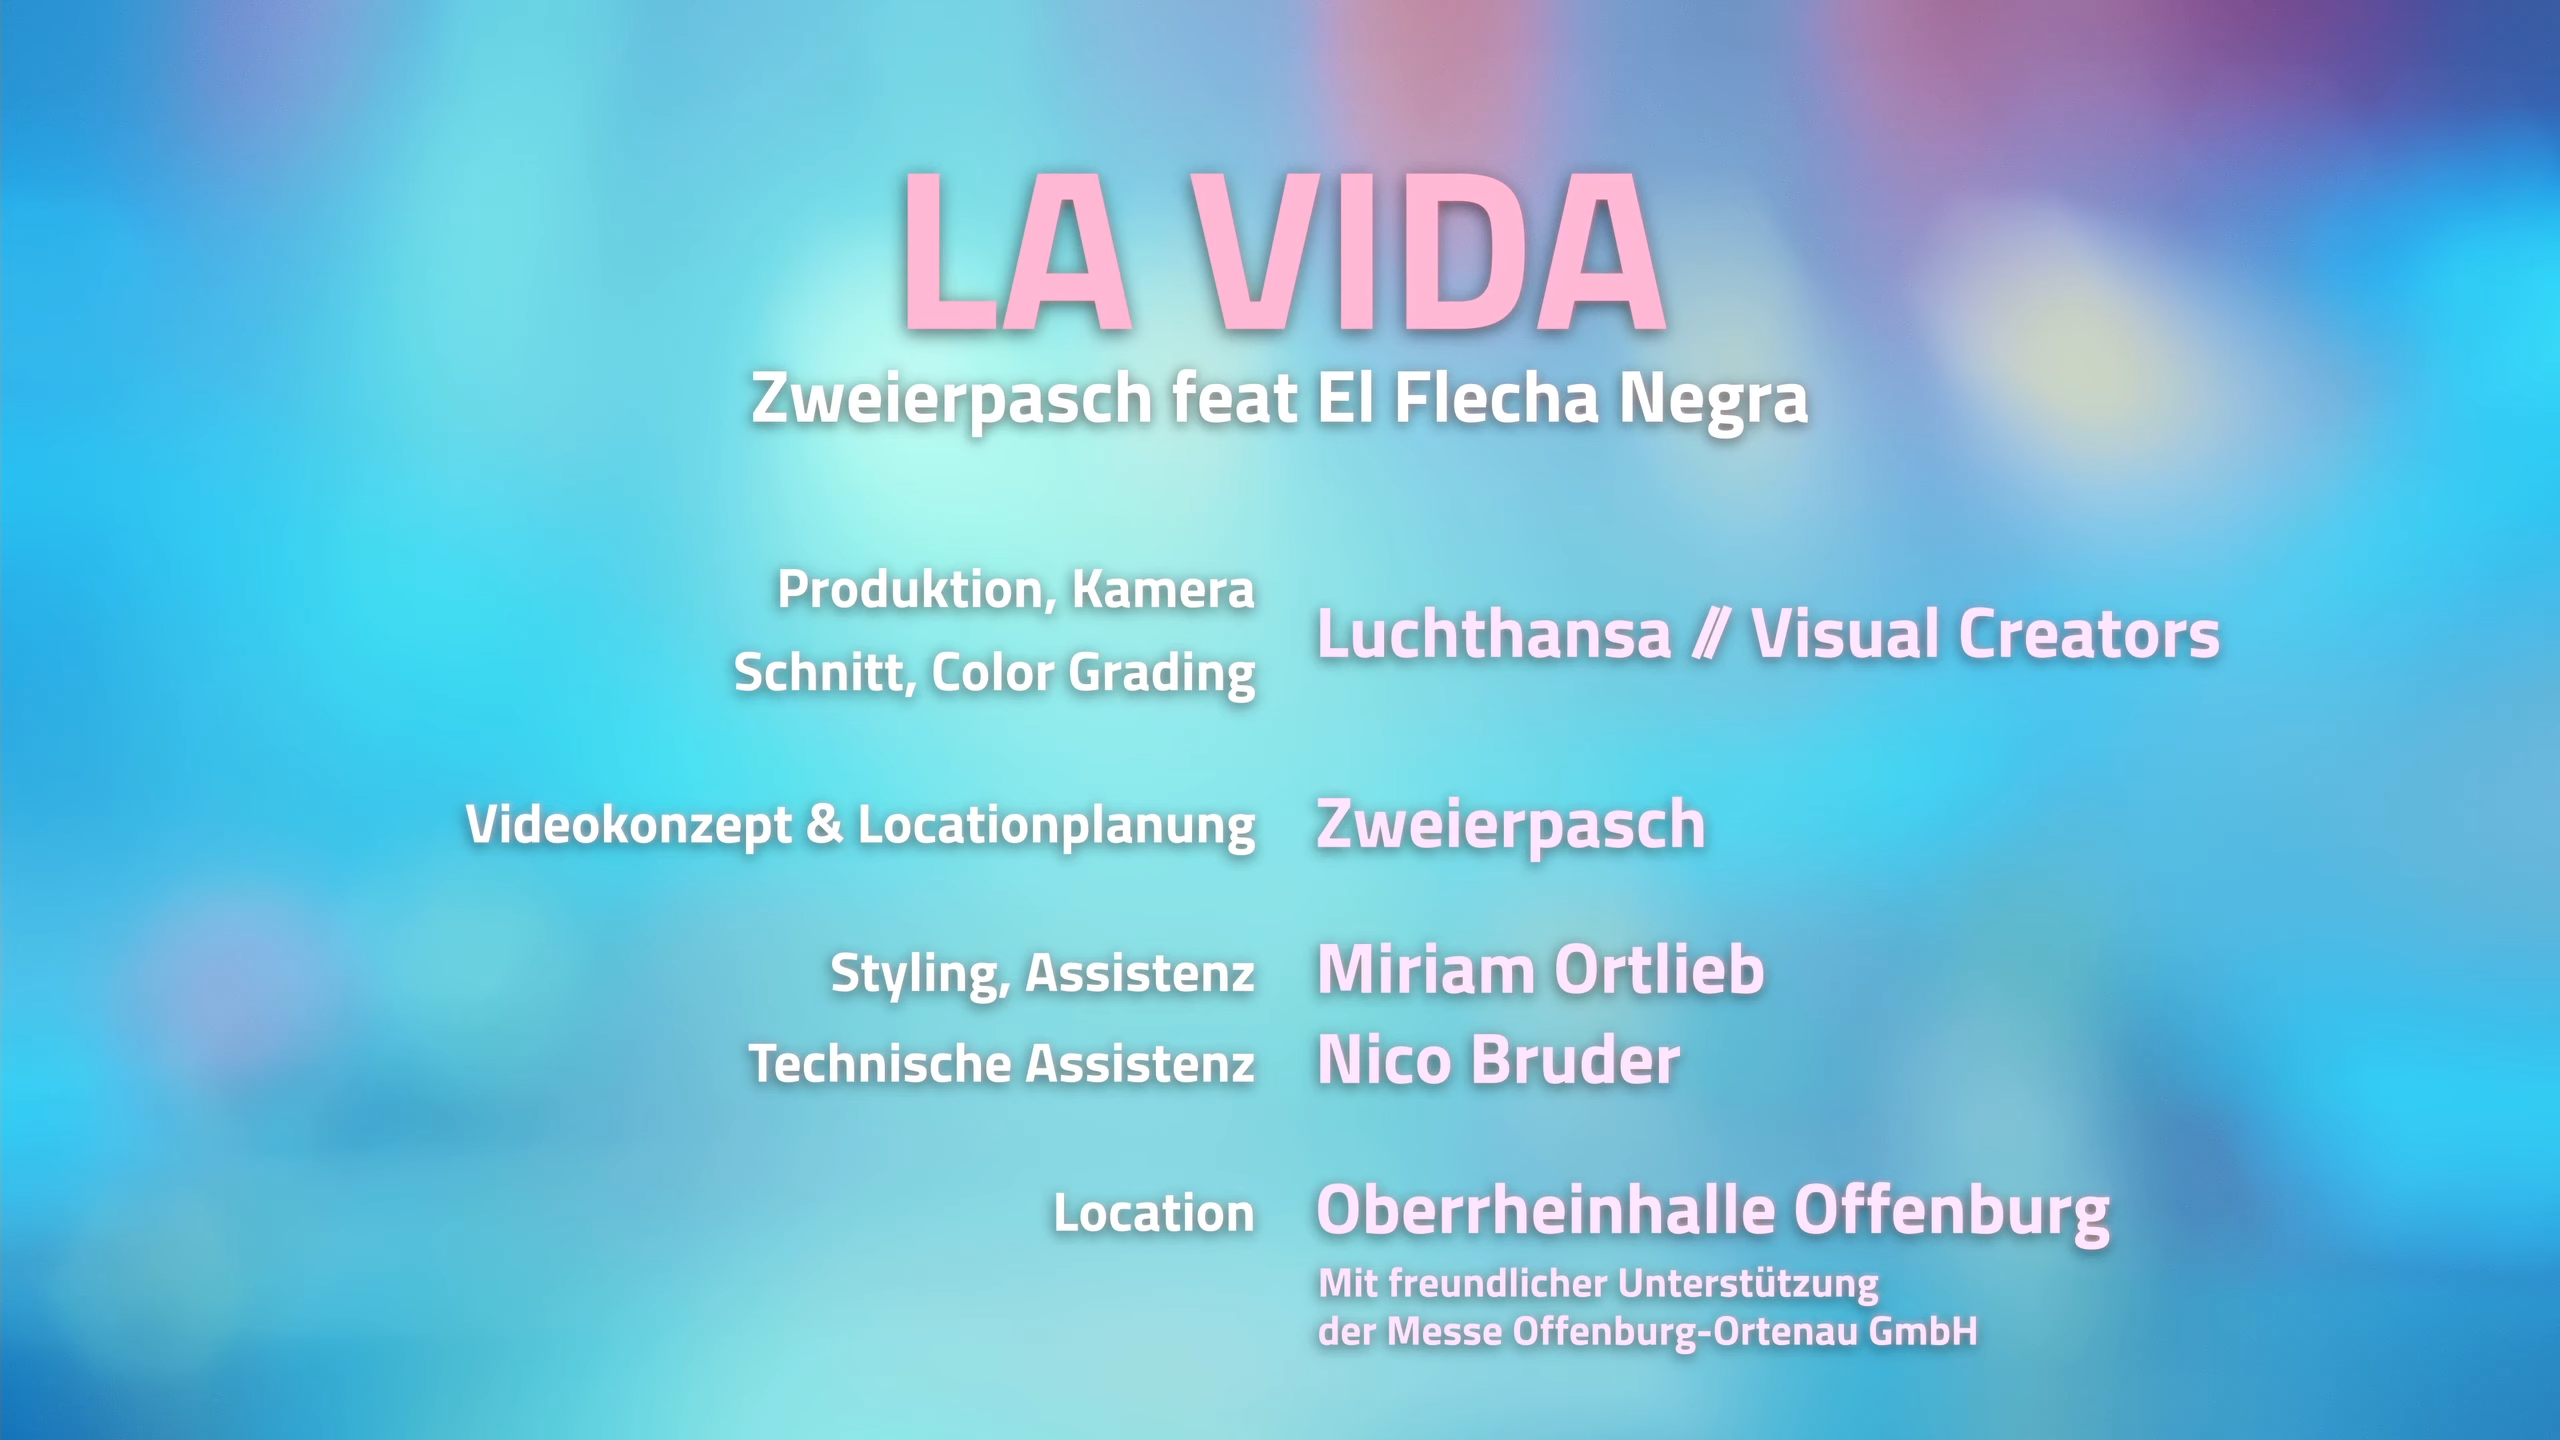 LA VIDA
Zweierpasch feat El Flecha Negra
Produktion, Kamera
Schnitt, Color Grading
Luchthansa // Visual Creators
Videokonzept & Locationplanung
Zweierpasch
Styling, Assistenz
Miriam Ortlieb
Technische Assistenz
Nico Bruder
Location
Oberrheinhalle Offenburg
Mit freundlicher Unterstützung
der Messe Offenburg-Ortenau GmbH